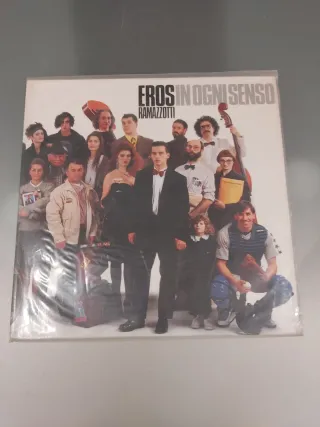 EROS IN OGNI SENSO
RAMAZZOTTI